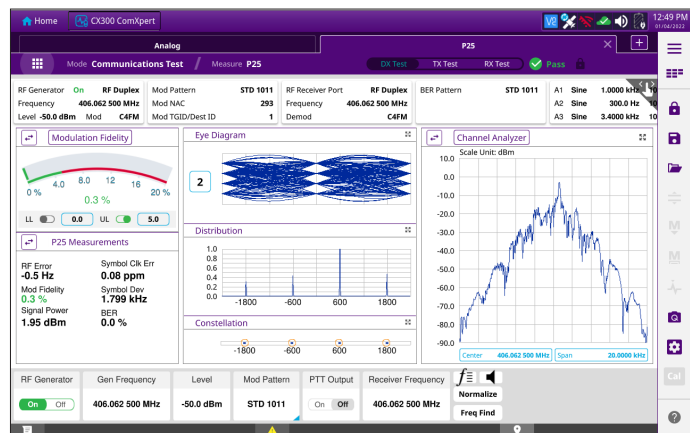 Home
CX300 ComXpert
12:49 PM
01/04/2022
Analog
P25
Mode Communications Test / Measure P25
DX Test
TX Test
RX Test
Pass
RF Generator On RF Duplex
Frequency 406.062 500 MHz
Level -50.0 dBm Mod C4FM
Mod Pattern STD 1011
Mod NAC 293
Mod TGID/Dest ID 1
RF Receiver Port RF Duplex
Frequency 406.062 500 MHz
Demod C4FM
BER Pattern STD 1011
A1 Sine 1.0000 kHz 10
A2 Sine 300.0 Hz 10
A3 Sine 3.4000 kHz 10
Modulation Fidelity
0 % 4.0 8.0 12 16 20 %
0.3 %
LL 0.0 UL 5.0
P25 Measurements
RF Error
-0.5 Hz
Symbol Clk Err
0.08 ppm
Mod Fidelity
0.3 %
Symbol Dev
1.799 kHz
Signal Power
1.95 dBm
BER
0.0 %
Eye Diagram
2
Distribution
1.0
0.8
0.6
0.4
0.2
0.0
-1800 -600 600 1800
Constellation
-1800 -600 600 1800
Channel Analyzer
Scale Unit: dBm
10.0
0.0
-10.0
-20.0
-30.0
-40.0
-50.0
-60.0
-70.0
-80.0
-90.0
Center 406.062 500 MHz
Span 20.0000 kHz
RF Generator
On Off
Gen Frequency
406.062 500 MHz
Level
-50.0 dBm
Mod Pattern
STD 1011
PTT Output
On Off
Receiver Frequency
406.062 500 MHz
Normalize
Freq Find
M
M
Cal